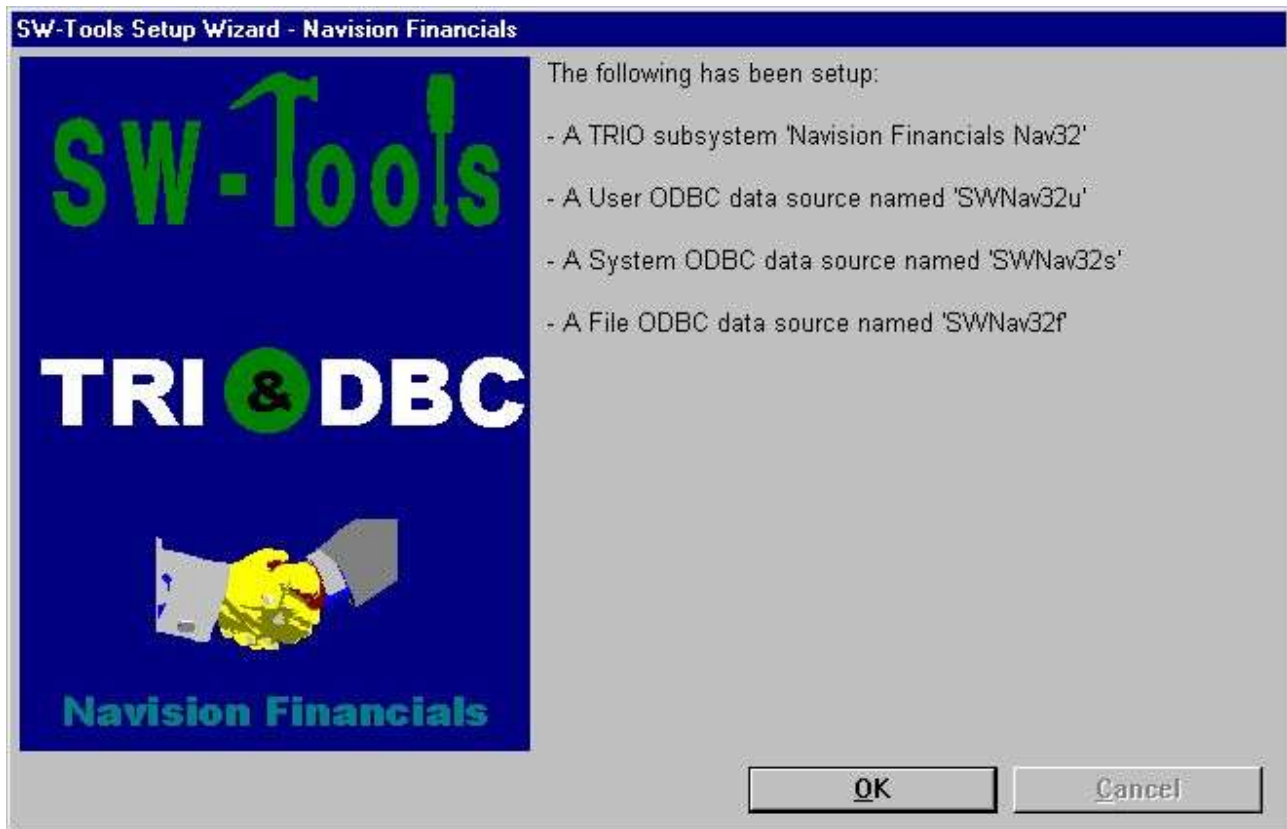 SW-Tools Setup Wizard - Navision Financials
SW-Tools
TRI & DBC
Navision Financials
The following has been setup:
- A TRIO subsystem 'Navision Financials Nav32'
- A User ODBC data source named 'SWNav32u'
- A System ODBC data source named 'SWNav32s'
- A File ODBC data source named 'SWNav32f'
OK
Cancel